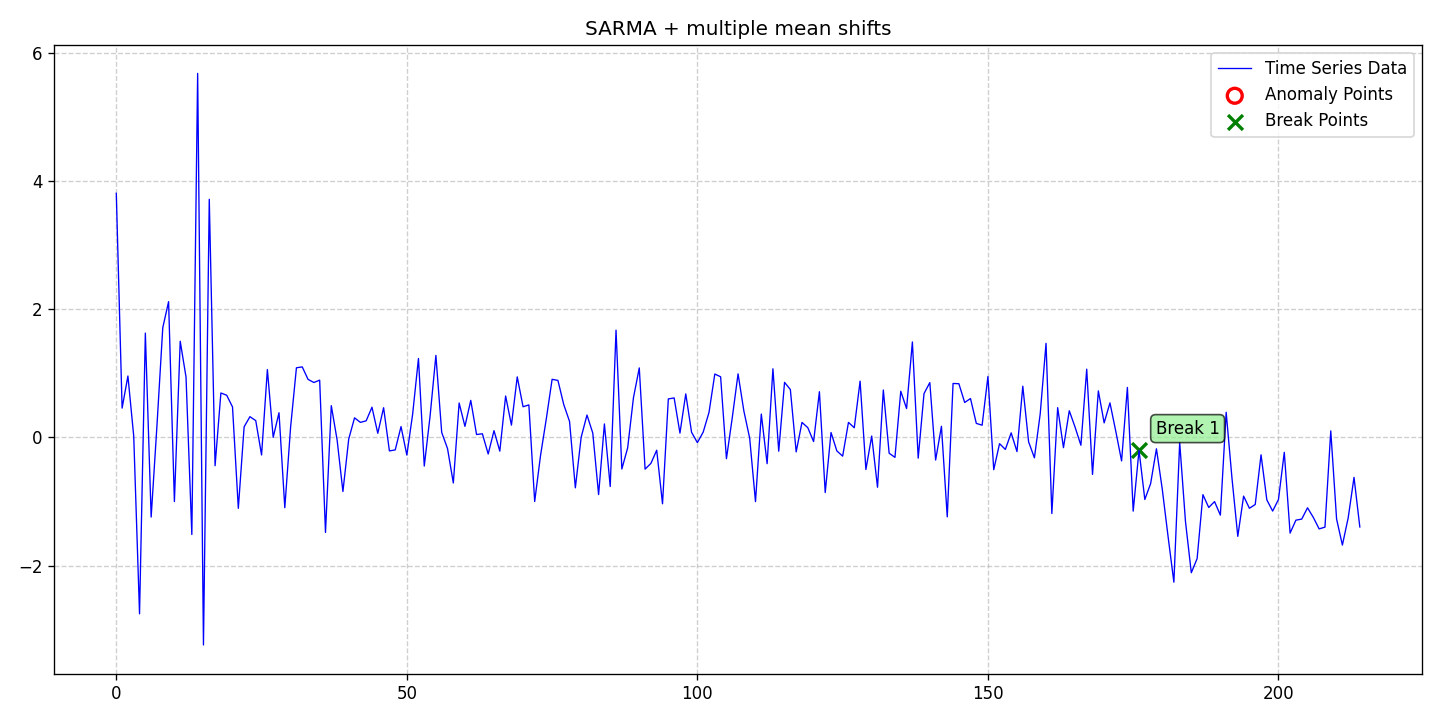 SARMA + multiple mean shifts
6
4
2
0
−2
0
50
100
150
200
Time Series Data
Anomaly Points
Break Points
Break 1